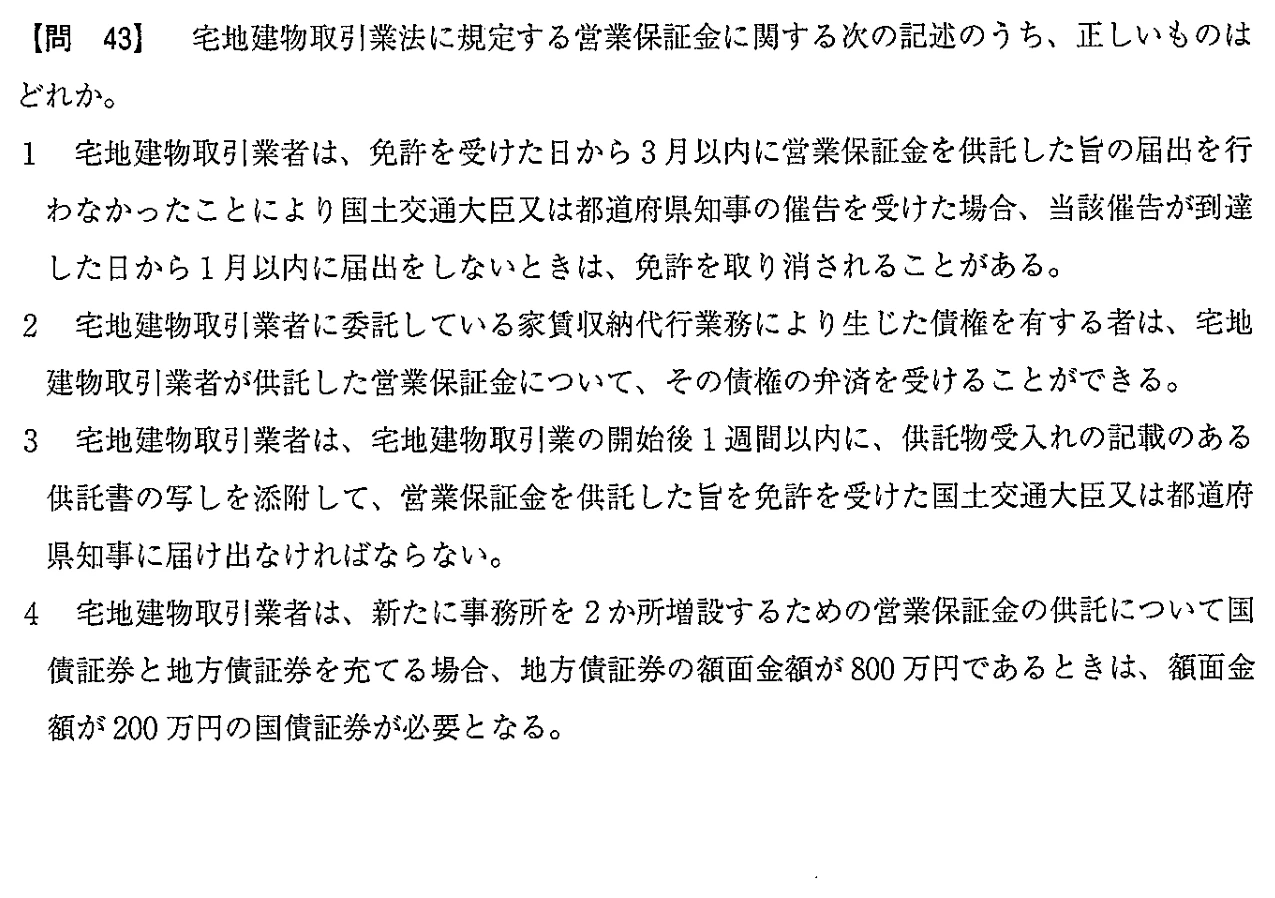 【問　43】　宅地建物取引業法に規定する営業保証金に関する次の記述のうち、正しいものは
どれか。
1　宅地建物取引業者は、免許を受けた日から3月以内に営業保証金を供託した旨の届出を行
わなかったことにより国土交通大臣又は都道府県知事の催告を受けた場合、当該催告が到達
した日から1月以内に届出をしないときは、免許を取り消されることがある。
2　宅地建物取引業者に委託している家賃収納代行業務により生じた債権を有する者は、宅地
建物取引業者が供託した営業保証金について、その債権の弁済を受けることができる。
3　宅地建物取引業者は、宅地建物取引業の開始後1週間以内に、供託物受入れの記載のある
供託書の写しを添附して、営業保証金を供託した旨を免許を受けた国土交通大臣又は都道府
県知事に届け出なければならない。
4　宅地建物取引業者は、新たに事務所を2か所増設するための営業保証金の供託について国
債証券と地方債証券を充てる場合、地方債証券の額面金額が800万円であるときは、額面金
額が200万円の国債証券が必要となる。